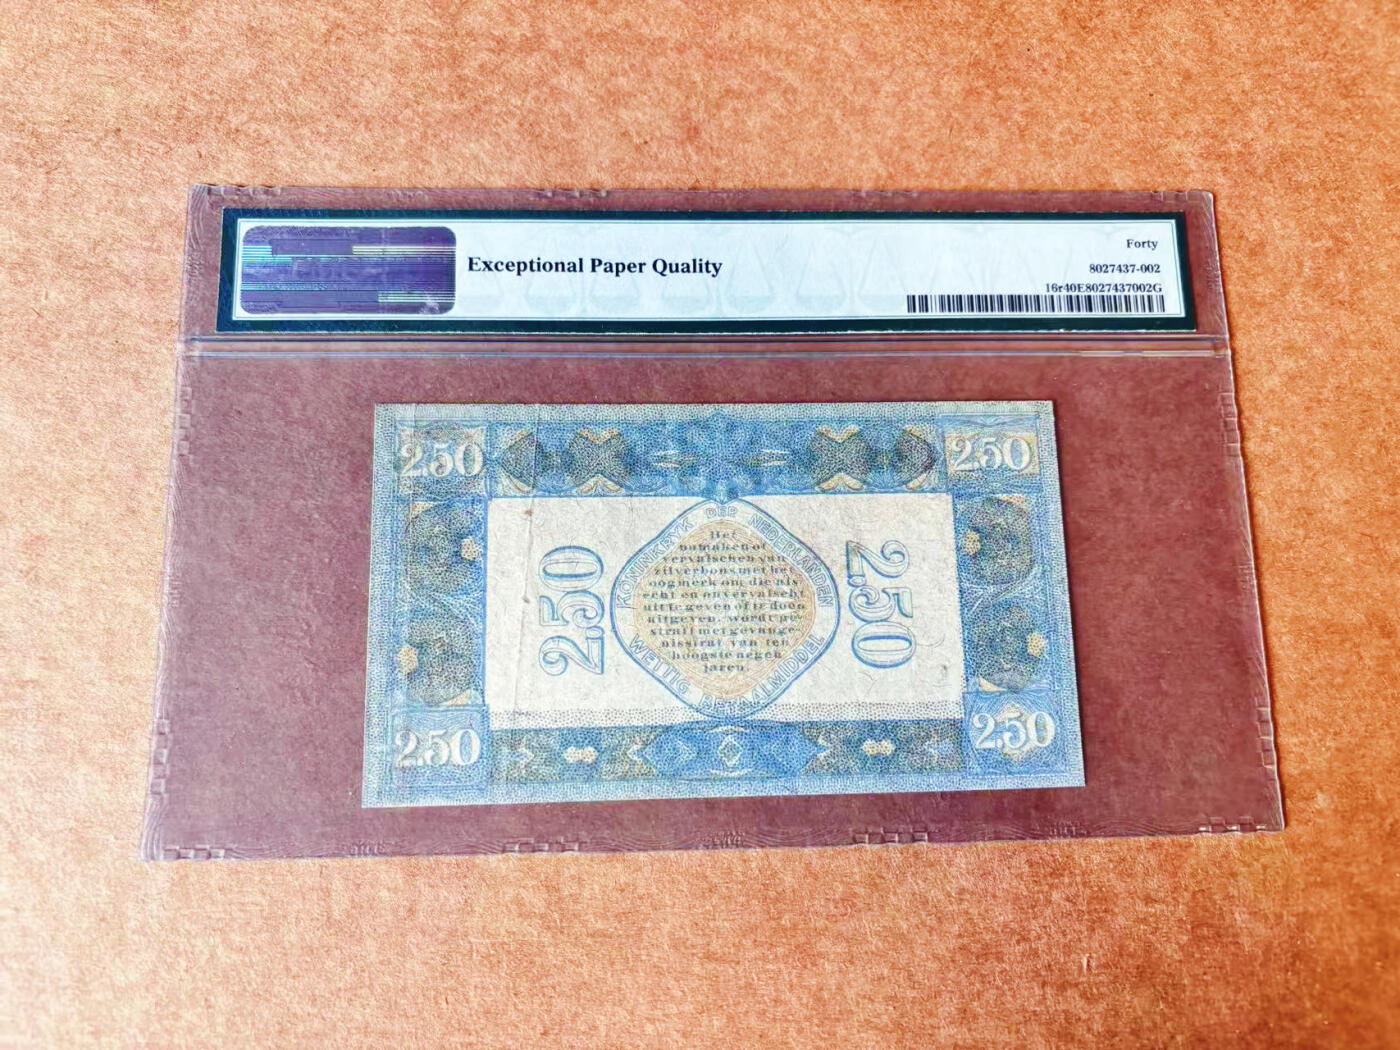 Exceptional Paper Quality
Forty
8027437-002
16r40E8027437002G
2.50
2.50
KONINKRYK DER NEDERLANDEN
Het
namaken of
vervalschen van
zilverbons met het
oogmerk om die als
echt en onvervalscht
uit te geven of te doen
uitgeven, wordt ge-
straft met gevange-
nisstraf van ten
hoogste negen
jaren.
WETTIG BETAALMIDDEL
2.50
2.50
2.50
2.50